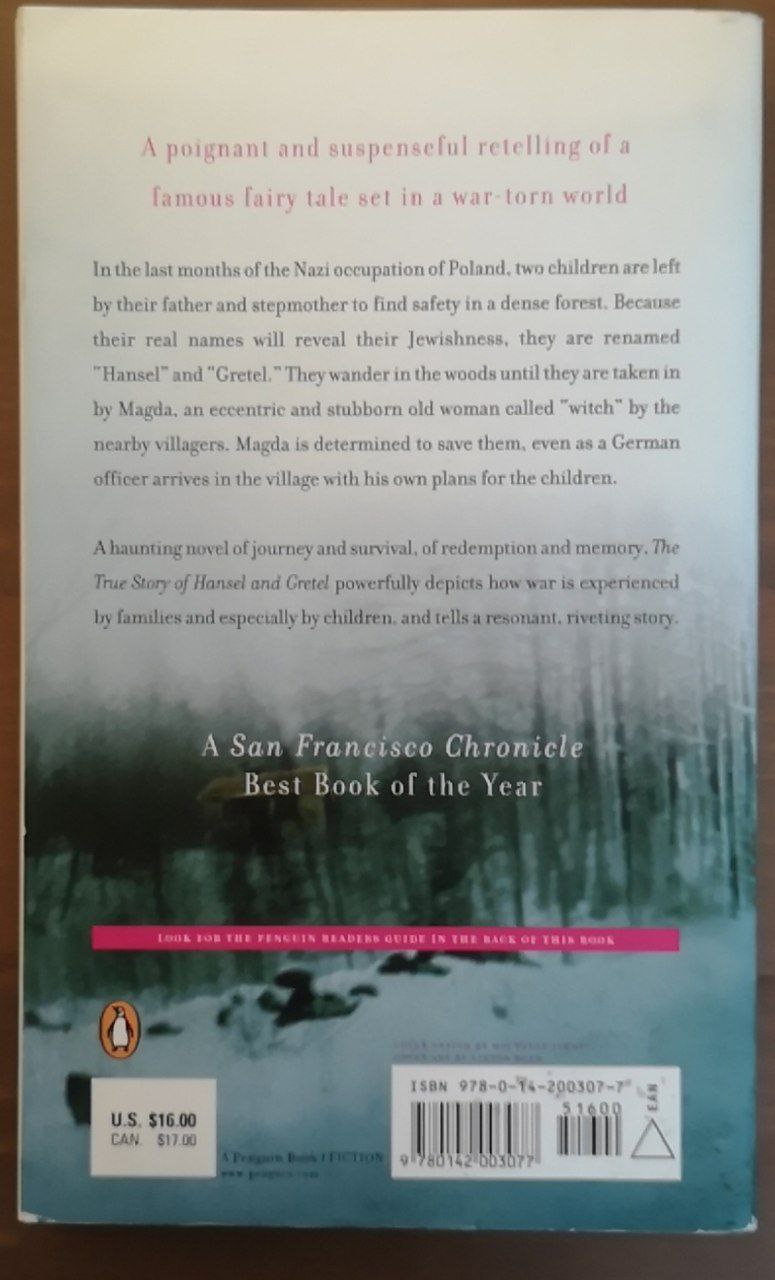 A poignant and suspenseful retelling of a
famous fairy tale set in a war-torn world
In the last months of the Nazi occupation of Poland, two children are left
by their father and stepmother to find safety in a dense forest. Because
their real names will reveal their Jewishness, they are renamed
"Hansel" and "Gretel." They wander in the woods until they are taken in
by Magda, an eccentric and stubborn old woman called "witch" by the
nearby villagers. Magda is determined to save them, even as a German
officer arrives in the village with his own plans for the children.
A haunting novel of journey and survival, of redemption and memory, The
True Story of Hansel and Gretel powerfully depicts how war is experienced
by families and especially by children, and tells a resonant, riveting story.
A San Francisco Chronicle
Best Book of the Year
LOOK FOR THE PENGUIN READERS GUIDE IN THE BACK OF THIS BOOK
U.S. $16.00
CAN. $17.00
A Penguin Book / FICTION
www.penguin.com
ISBN 978-0-14-200307-7
51600
EAN
9 780142 003077